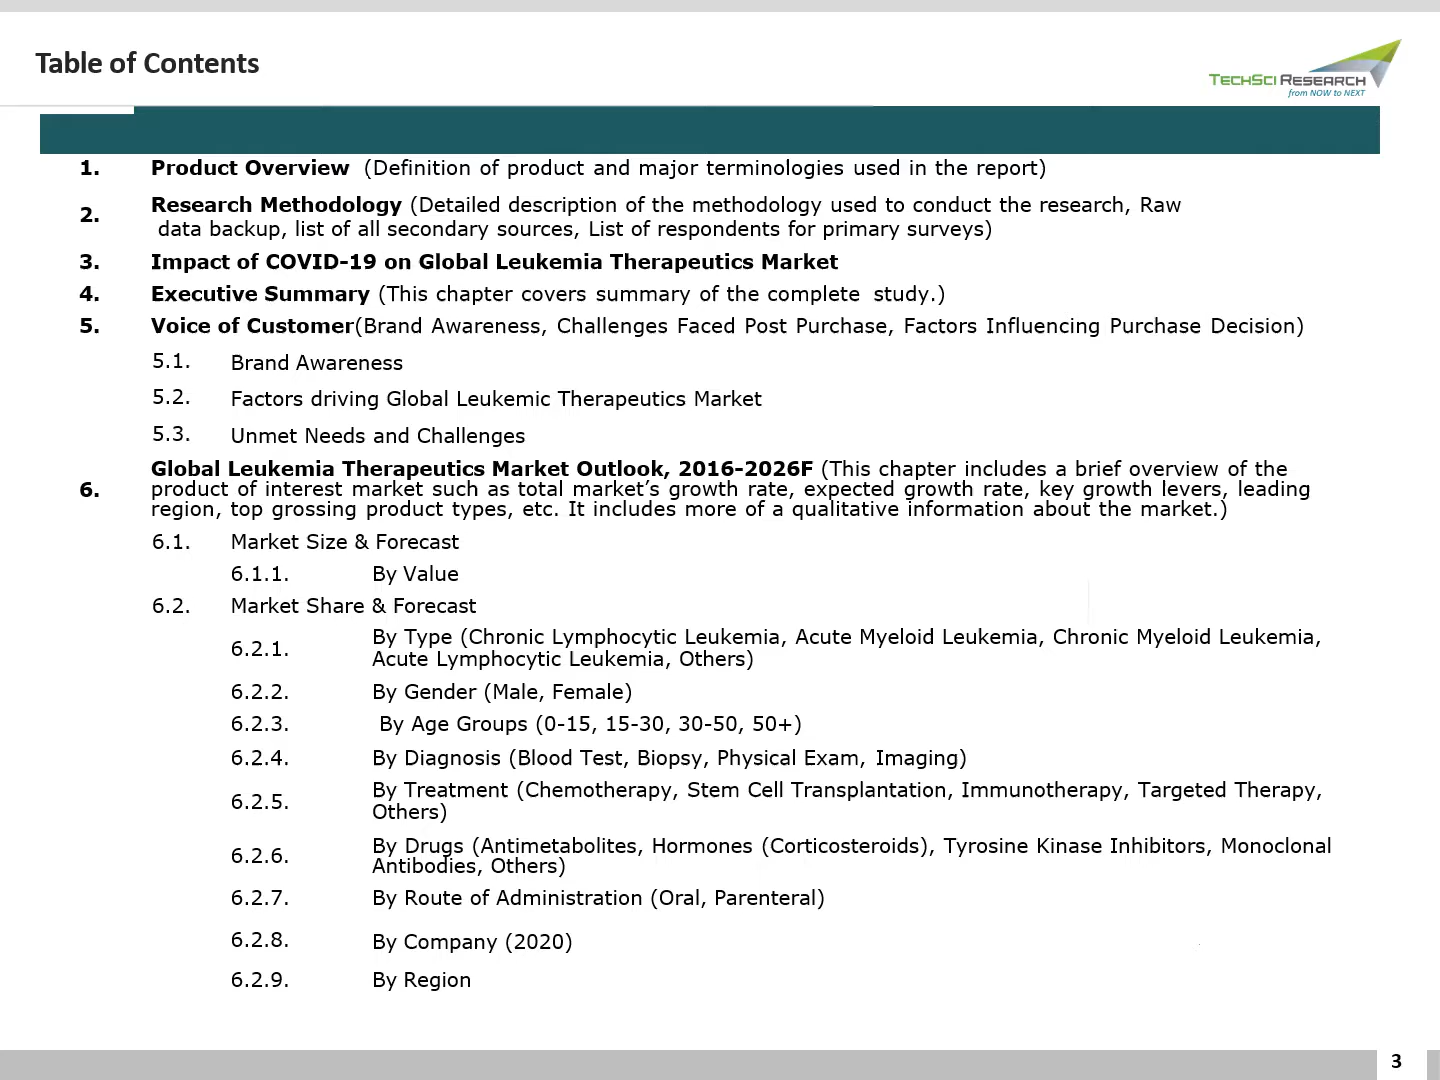 Table of Contents
TECHSCI RESEARCH
from NOW to NEXT
1. Product Overview (Definition of product and major terminologies used in the report)
2. Research Methodology (Detailed description of the methodology used to conduct the research, Raw
data backup, list of all secondary sources, List of respondents for primary surveys)
3. Impact of COVID-19 on Global Leukemia Therapeutics Market
4. Executive Summary (This chapter covers summary of the complete study.)
5. Voice of Customer(Brand Awareness, Challenges Faced Post Purchase, Factors Influencing Purchase Decision)
5.1. Brand Awareness
5.2. Factors driving Global Leukemic Therapeutics Market
5.3. Unmet Needs and Challenges
Global Leukemia Therapeutics Market Outlook, 2016-2026F (This chapter includes a brief overview of the
6. product of interest market such as total market’s growth rate, expected growth rate, key growth levers, leading
region, top grossing product types, etc. It includes more of a qualitative information about the market.)
6.1. Market Size & Forecast
6.1.1. By Value
6.2. Market Share & Forecast
6.2.1. By Type (Chronic Lymphocytic Leukemia, Acute Myeloid Leukemia, Chronic Myeloid Leukemia,
Acute Lymphocytic Leukemia, Others)
6.2.2. By Gender (Male, Female)
6.2.3. By Age Groups (0-15, 15-30, 30-50, 50+)
6.2.4. By Diagnosis (Blood Test, Biopsy, Physical Exam, Imaging)
6.2.5. By Treatment (Chemotherapy, Stem Cell Transplantation, Immunotherapy, Targeted Therapy,
Others)
6.2.6. By Drugs (Antimetabolites, Hormones (Corticosteroids), Tyrosine Kinase Inhibitors, Monoclonal
Antibodies, Others)
6.2.7. By Route of Administration (Oral, Parenteral)
6.2.8. By Company (2020)
6.2.9. By Region
3